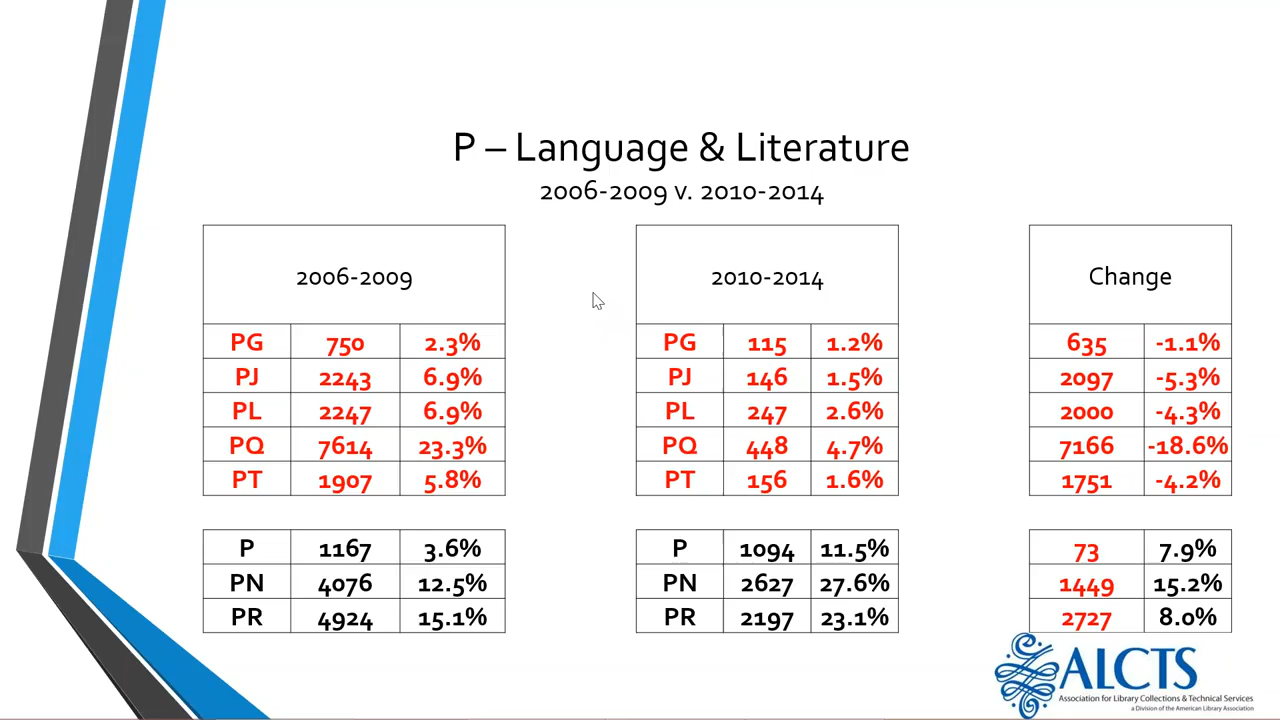 P – Language & Literature
2006-2009 v. 2010-2014
2006-2009 2010-2014 Change
PG 750 2.3% PG 115 1.2% 635 -1.1%
PJ 2243 6.9% PJ 146 1.5% 2097 -5.3%
PL 2247 6.9% PL 247 2.6% 2000 -4.3%
PQ 7614 23.3% PQ 448 4.7% 7166 -18.6%
PT 1907 5.8% PT 156 1.6% 1751 -4.2%
P 1167 3.6% P 1094 11.5% 73 7.9%
PN 4076 12.5% PN 2627 27.6% 1449 15.2%
PR 4924 15.1% PR 2197 23.1% 2727 8.0%
ALCTS
Association for Library Collections & Technical Services
a Division of the American Library Association